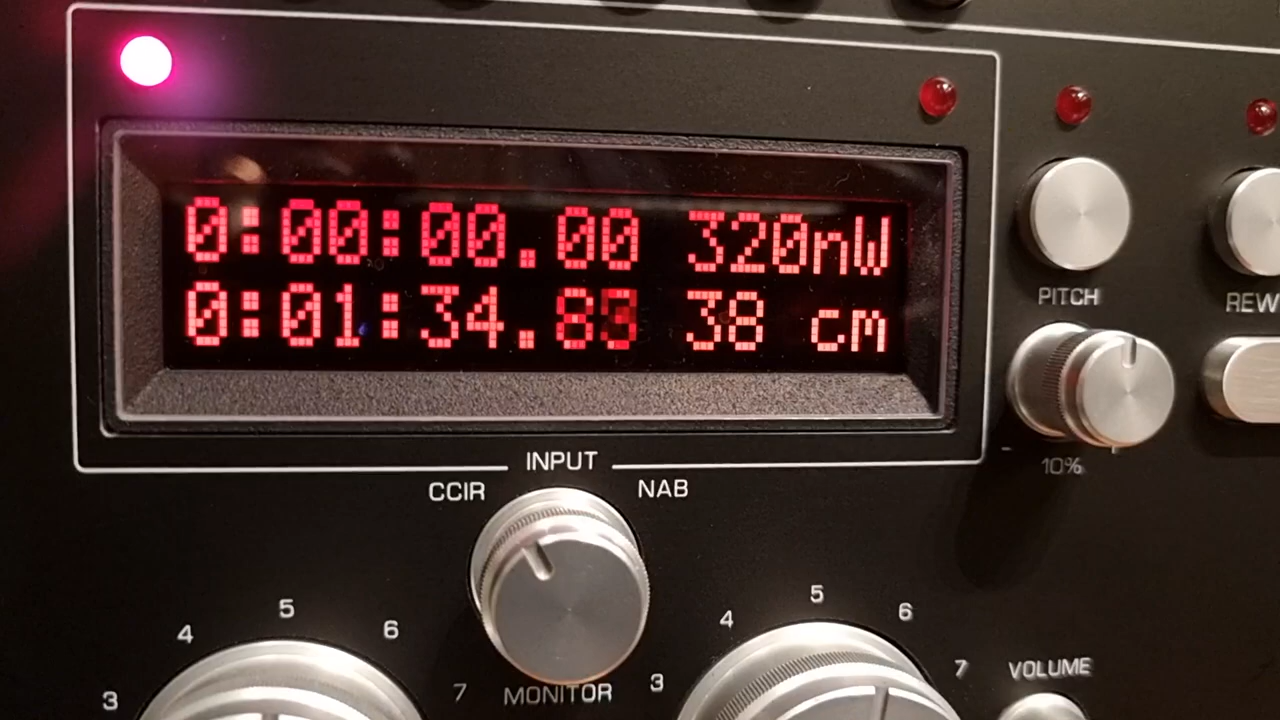 0:00:00.00 320nW
0:01:34.83 38 cm
PITCH
REW
10%
INPUT
CCIR NAB
3 4 5 6 7
MONITOR
3 4 5 6 7
VOLUME